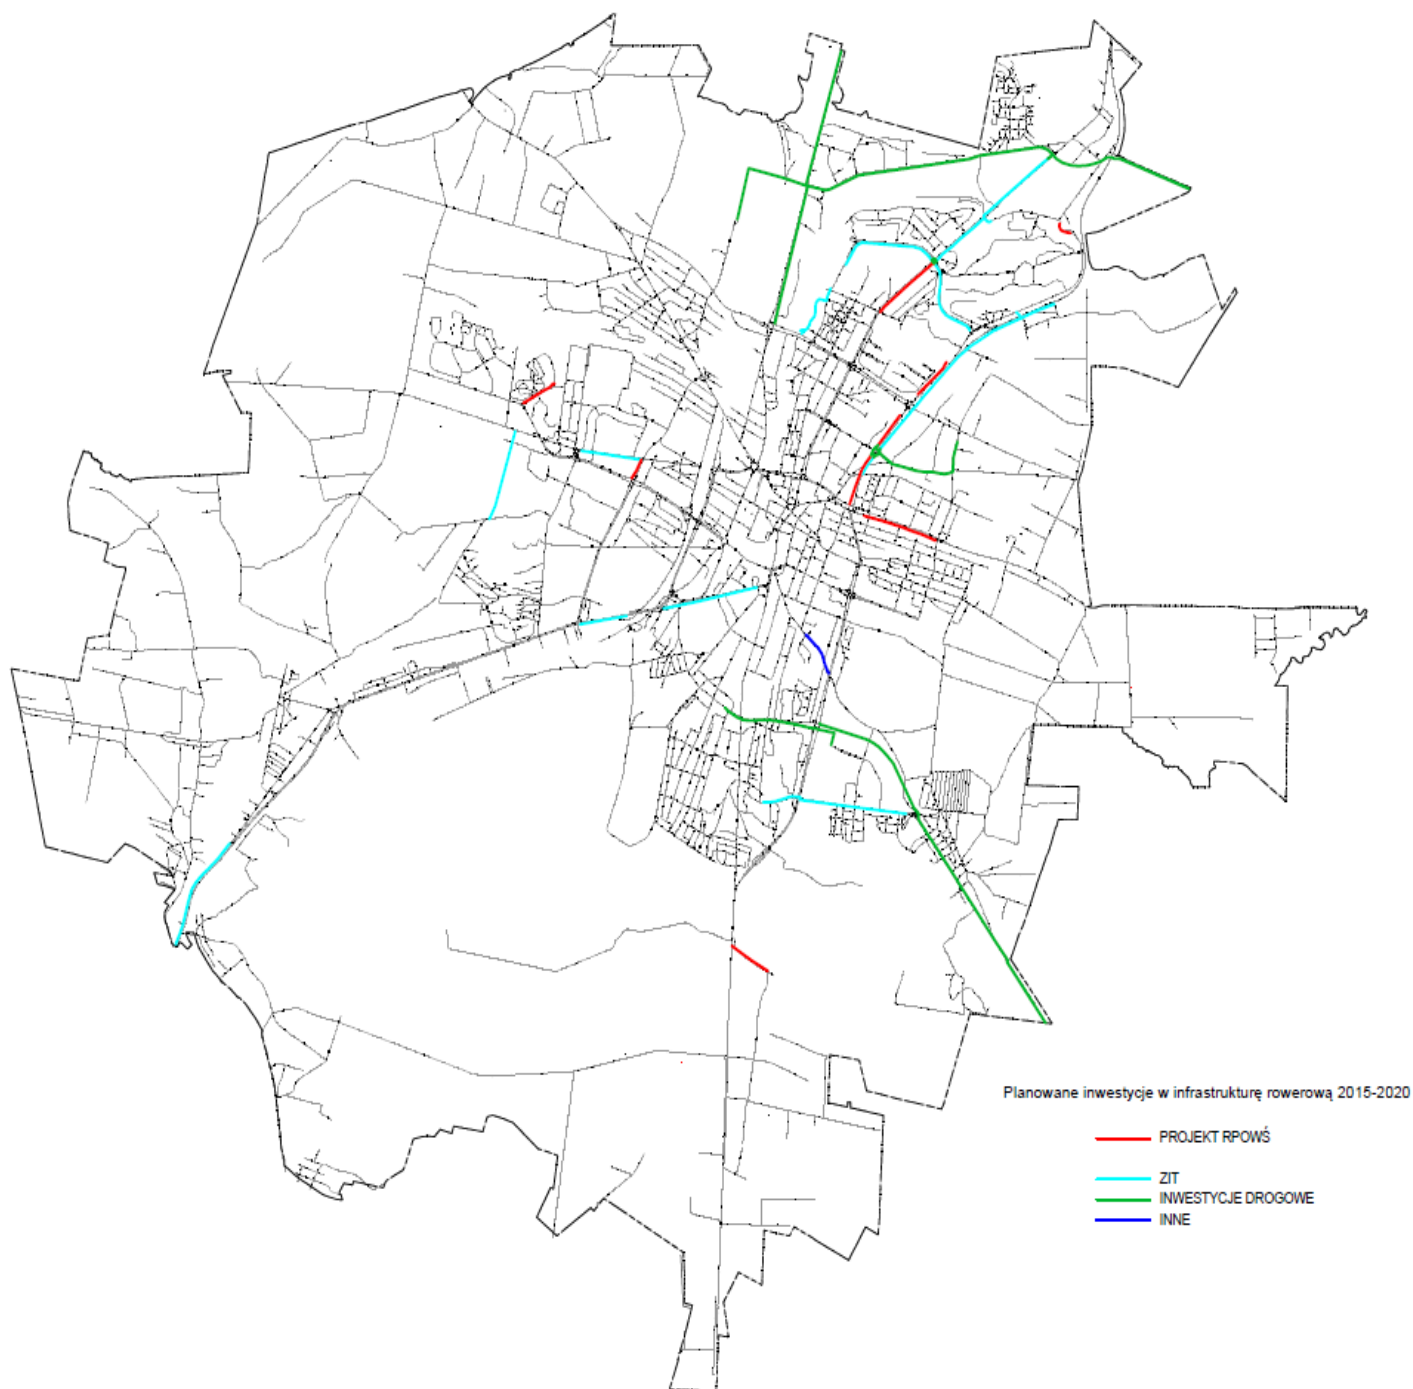 Planowane inwestycje w infrastrukturę rowerową 2015-2020
PROJEKT RPOWŚ
ZIT
INWESTYCJE DROGOWE
INNE